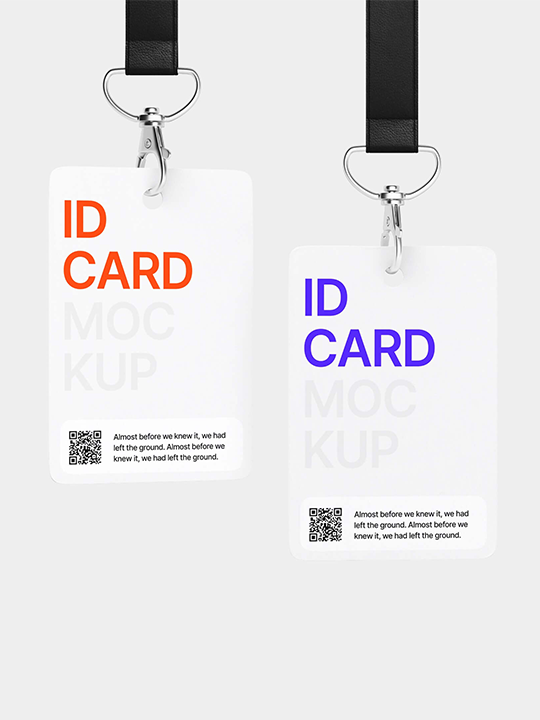 ID
CARD
MOC
KUP
Almost before we knew it, we had
left the ground. Almost before we
knew it, we had left the ground.
ID
CARD
MOC
KUP
Almost before we knew it, we had
left the ground. Almost before we
knew it, we had left the ground.